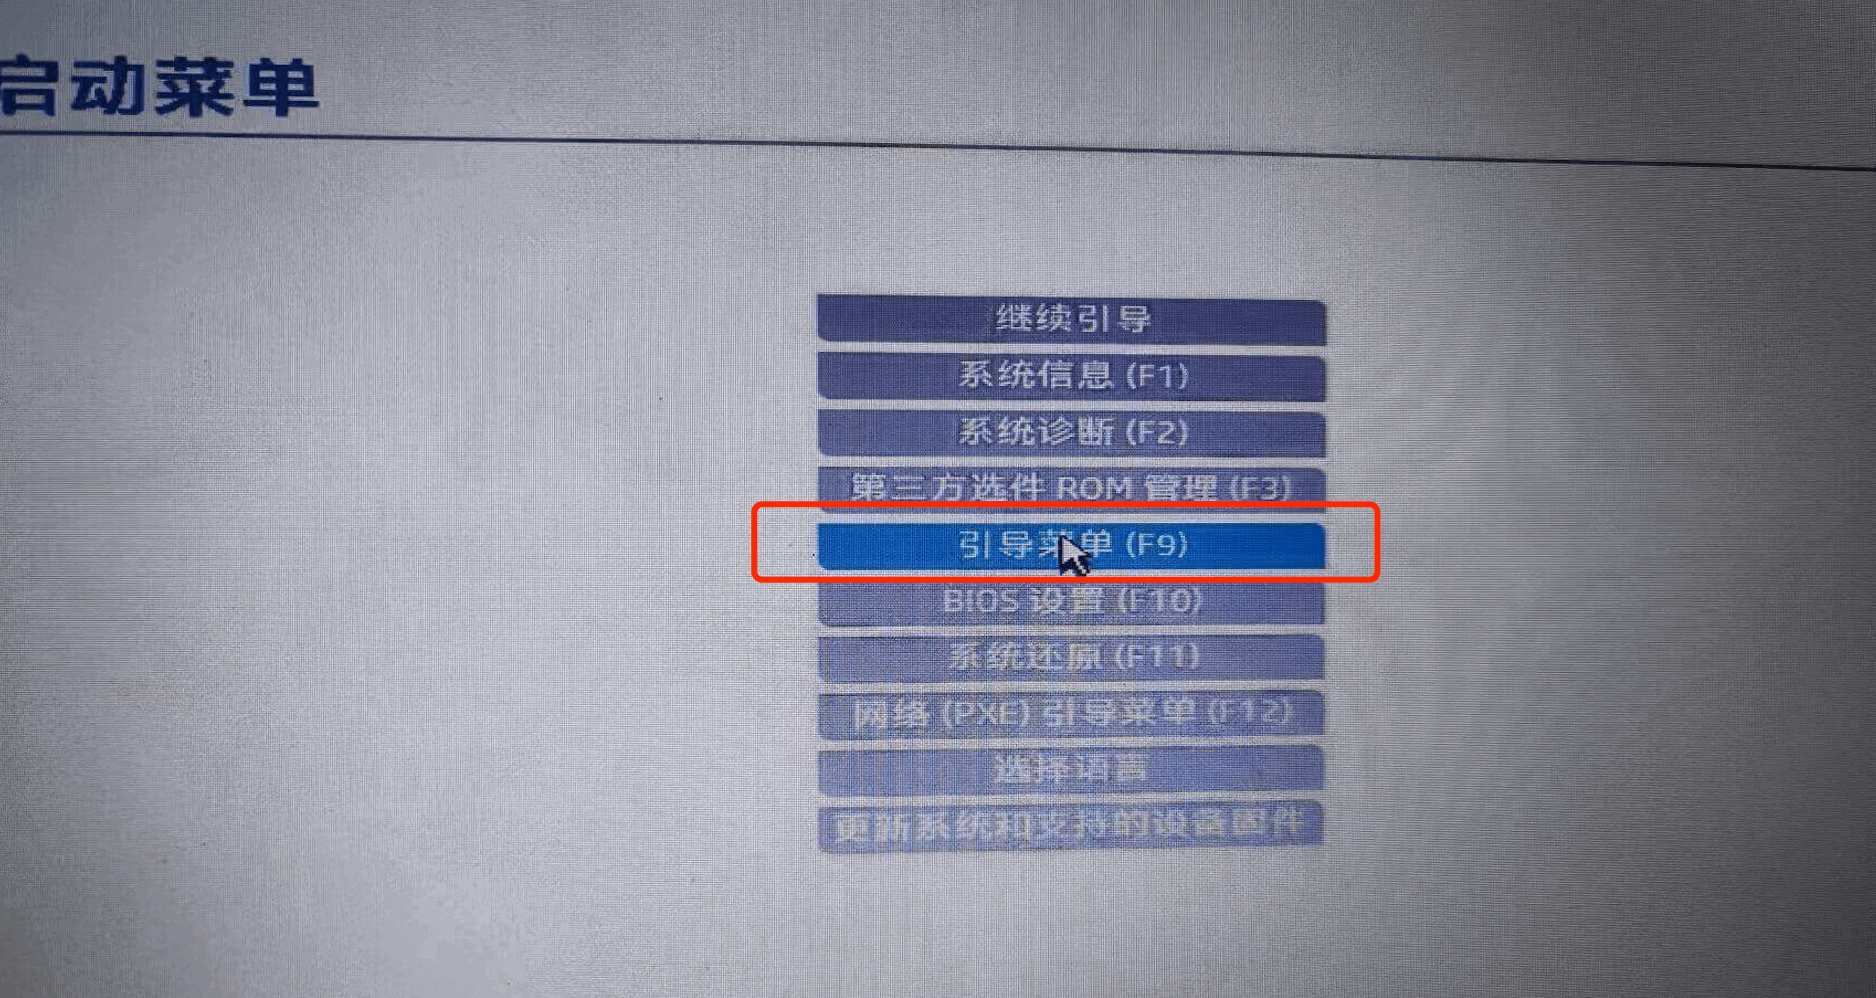 启动菜单
继续引导
系统信息 (F1)
系统诊断 (F2)
第三方选件 ROM 管理 (F3)
引导菜单 (F9)
BIOS 设置 (F10)
系统还原 (F11)
网络 (PXE) 引导菜单 (F12)
选择语言
更新系统和支持的设备固件